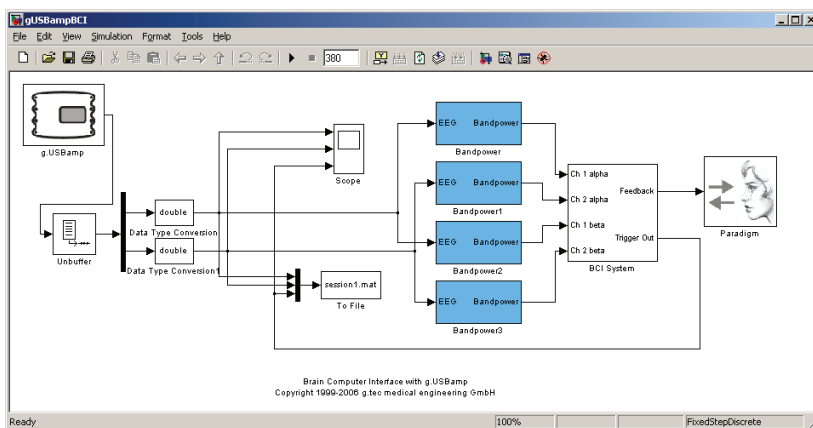 gUSBampBCI
File Edit View Simulation Format Tools Help
380
g.USBamp
Unbuffer
double
Data Type Conversion
double
Data Type Conversion1
Scope
session1.mat
To File
EEG Bandpower
Bandpower
EEG Bandpower
Bandpower1
EEG Bandpower
Bandpower2
EEG Bandpower
Bandpower3
Ch 1 alpha
Ch 2 alpha
Ch 1 beta
Ch 2 beta
Feedback
Trigger Out
BCI System
Paradigm
Brain Computer Interface with g.USBamp
Copyright 1999-2006 g.tec medical engineering GmbH
Ready 100% FixedStepDiscrete